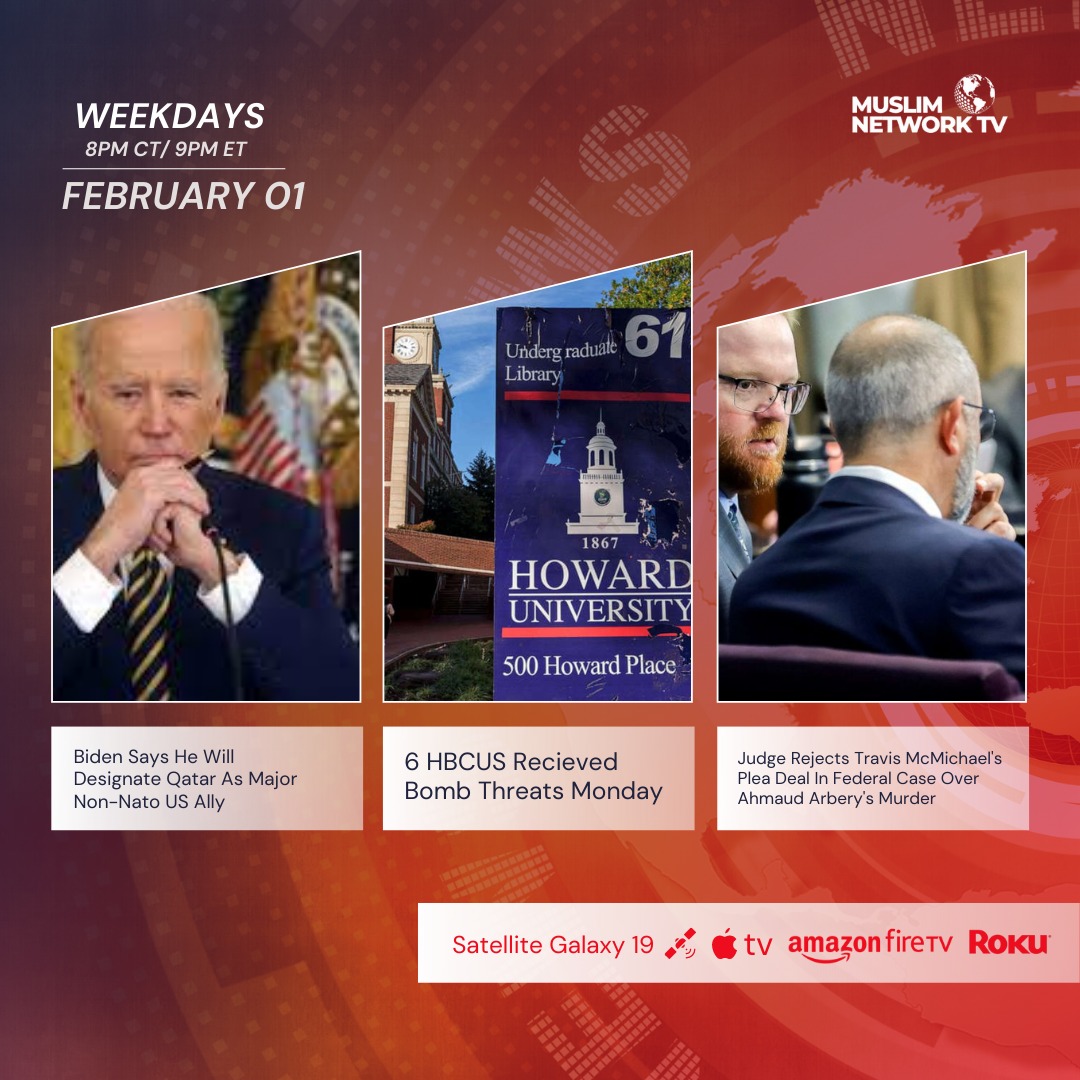 WEEKDAYS
8PM CT/ 9PM ET
FEBRUARY 01
MUSLIM
NETWORK TV
NEWS
Underg raduate 61
Library
1867
HOWARD
UNIVERSITY
500 Howard Place
Biden Says He Will
Designate Qatar As Major
Non-Nato US Ally
6 HBCUS Recieved
Bomb Threats Monday
Judge Rejects Travis McMichael's
Plea Deal In Federal Case Over
Ahmaud Arbery's Murder
Satellite Galaxy 19 tv amazon fireTV ROKU